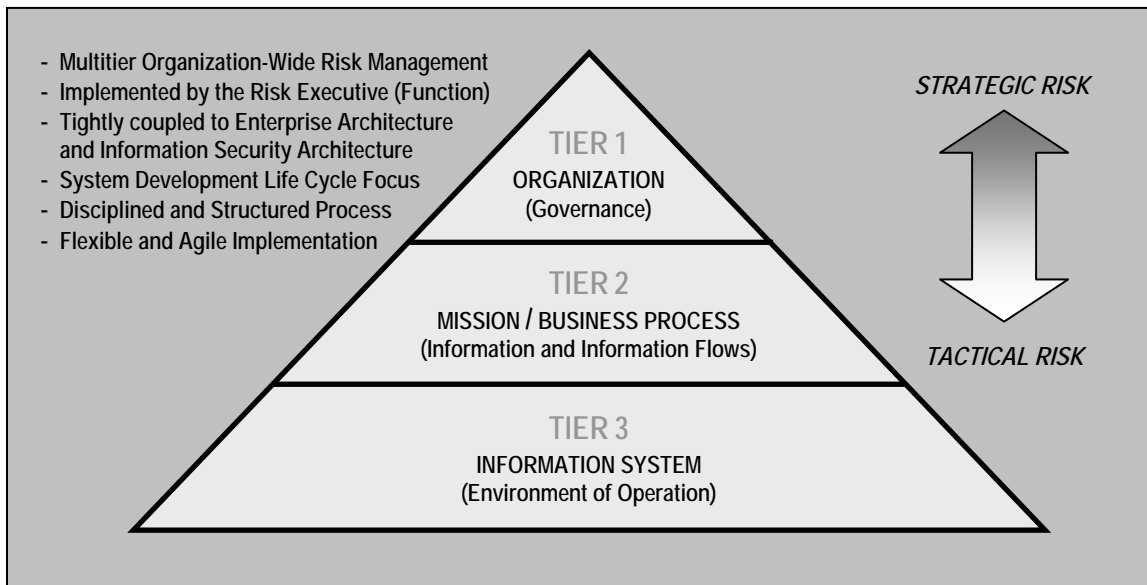 - Multitier Organization-Wide Risk Management
- Implemented by the Risk Executive (Function)
- Tightly coupled to Enterprise Architecture
and Information Security Architecture
- System Development Life Cycle Focus
- Disciplined and Structured Process
- Flexible and Agile Implementation
TIER 1
ORGANIZATION
(Governance)
TIER 2
MISSION / BUSINESS PROCESS
(Information and Information Flows)
TIER 3
INFORMATION SYSTEM
(Environment of Operation)
STRATEGIC RISK
TACTICAL RISK